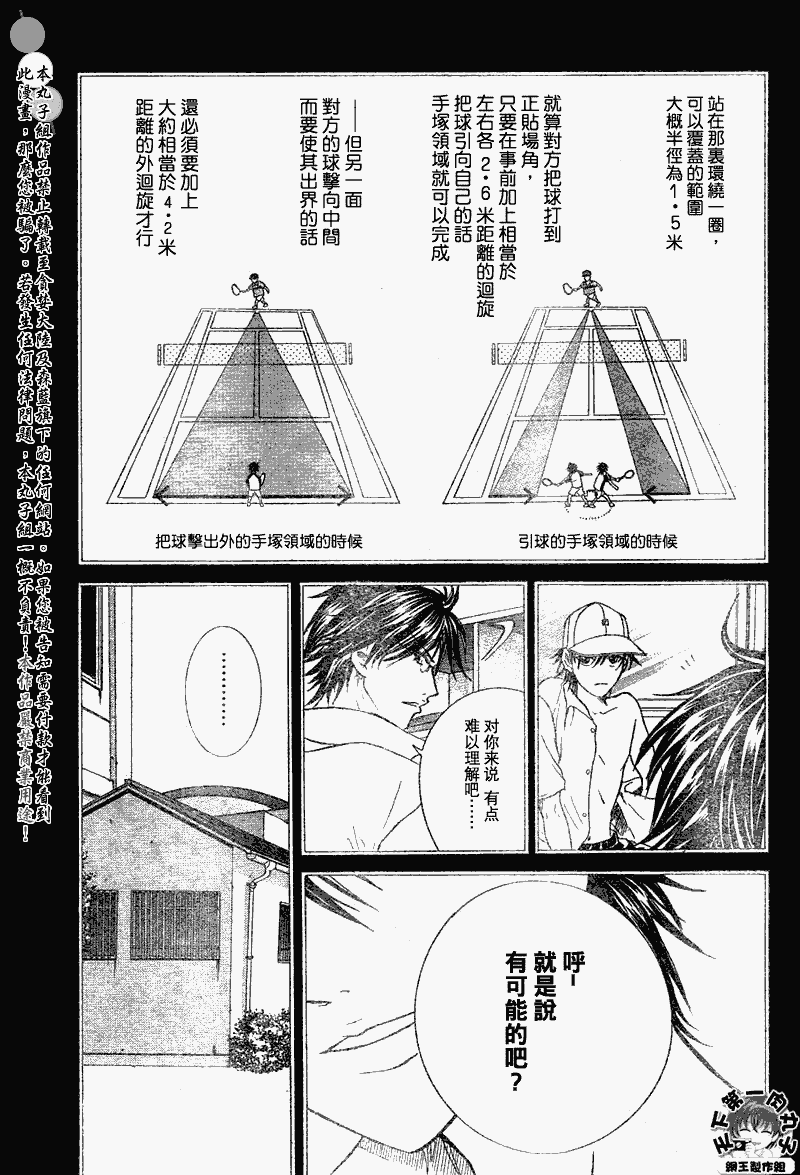 站在那裏環繞一圈，
可以覆蓋的範圍
大概半徑為1·5米
就算對方把球打到
正貼場角，
只要在事前加上相當於
左右各2·6米距離的迴旋
把球引向自己的話
手塚領域就可以完成
——但另一面
對方的球擊向中間
而要使其出界的話
還必須要加上
大約相當於4·2米
距離的外迴旋才行
引球的手塚領域的時候
把球擊出外的手塚領域的時候
对你来说 有点
难以理解吧……
…………
呼-
就是說
有可能的吧？
本丸子組作品禁止轉載至貪婪大陸及森藍旗下的任何網站。如果您被告知需要付款才能看到
此漫畫，那麼您被騙了。若發生任何法律問題，本丸子組一概不負責！本作品嚴禁商業用途！
天下第一肉丸子
網王製作組